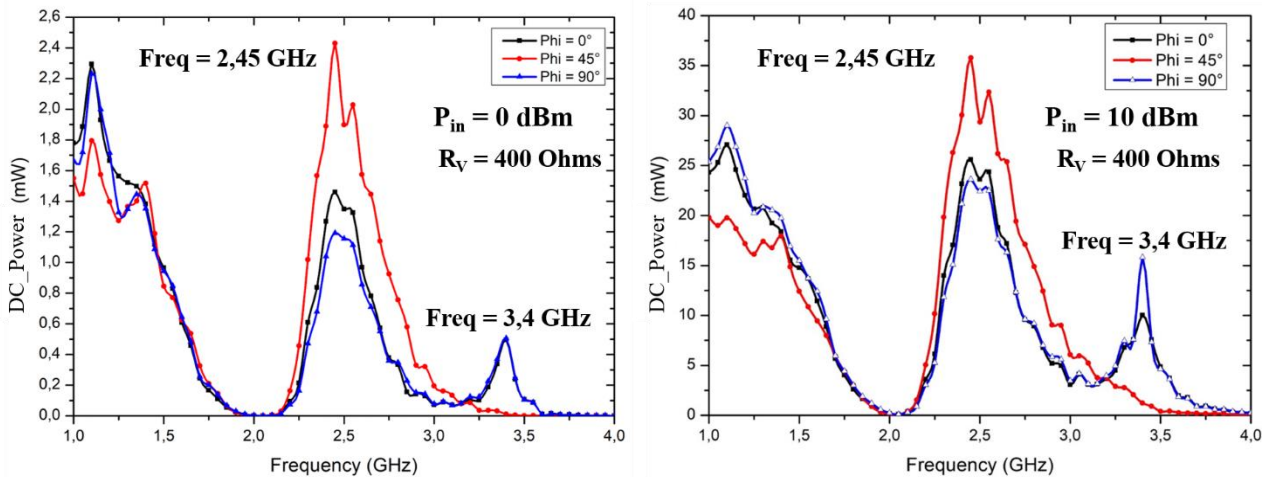 2,6
2,4
2,2
2,0
1,8
1,6
1,4
1,2
1,0
0,8
0,6
0,4
0,2
0,0
DC_Power (mW)
Freq = 2,45 GHz
Phi = 0°
Phi = 45°
Phi = 90°
P_in = 0 dBm
R_V = 400 Ohms
Freq = 3,4 GHz
1,0 1,5 2,0 2,5 3,0 3,5 4,0
Frequency (GHz)
40
35
30
25
20
15
10
5
0
DC_Power (mW)
Freq = 2,45 GHz
Phi = 0°
Phi = 45°
Phi = 90°
P_in = 10 dBm
R_V = 400 Ohms
Freq = 3,4 GHz
1,0 1,5 2,0 2,5 3,0 3,5 4,0
Frequency (GHz)